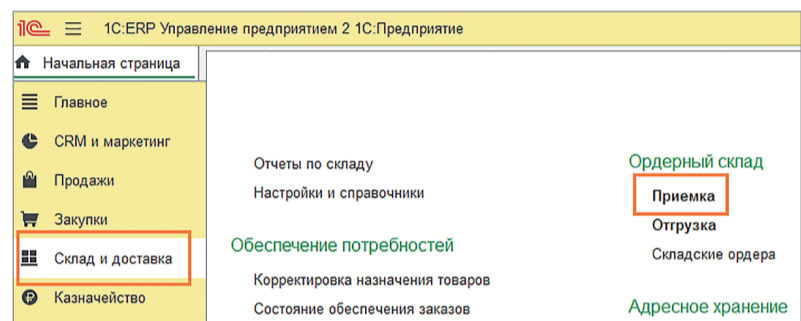 1С 1С:ERP Управление предприятием 2 1С:Предприятие
Начальная страница
Главное
CRM и маркетинг
Продажи
Закупки
Склад и доставка
Казначейство
Отчеты по складу
Настройки и справочники
Обеспечение потребностей
Корректировка назначения товаров
Состояние обеспечения заказов
Ордерный склад
Приемка
Отгрузка
Складские ордера
Адресное хранение